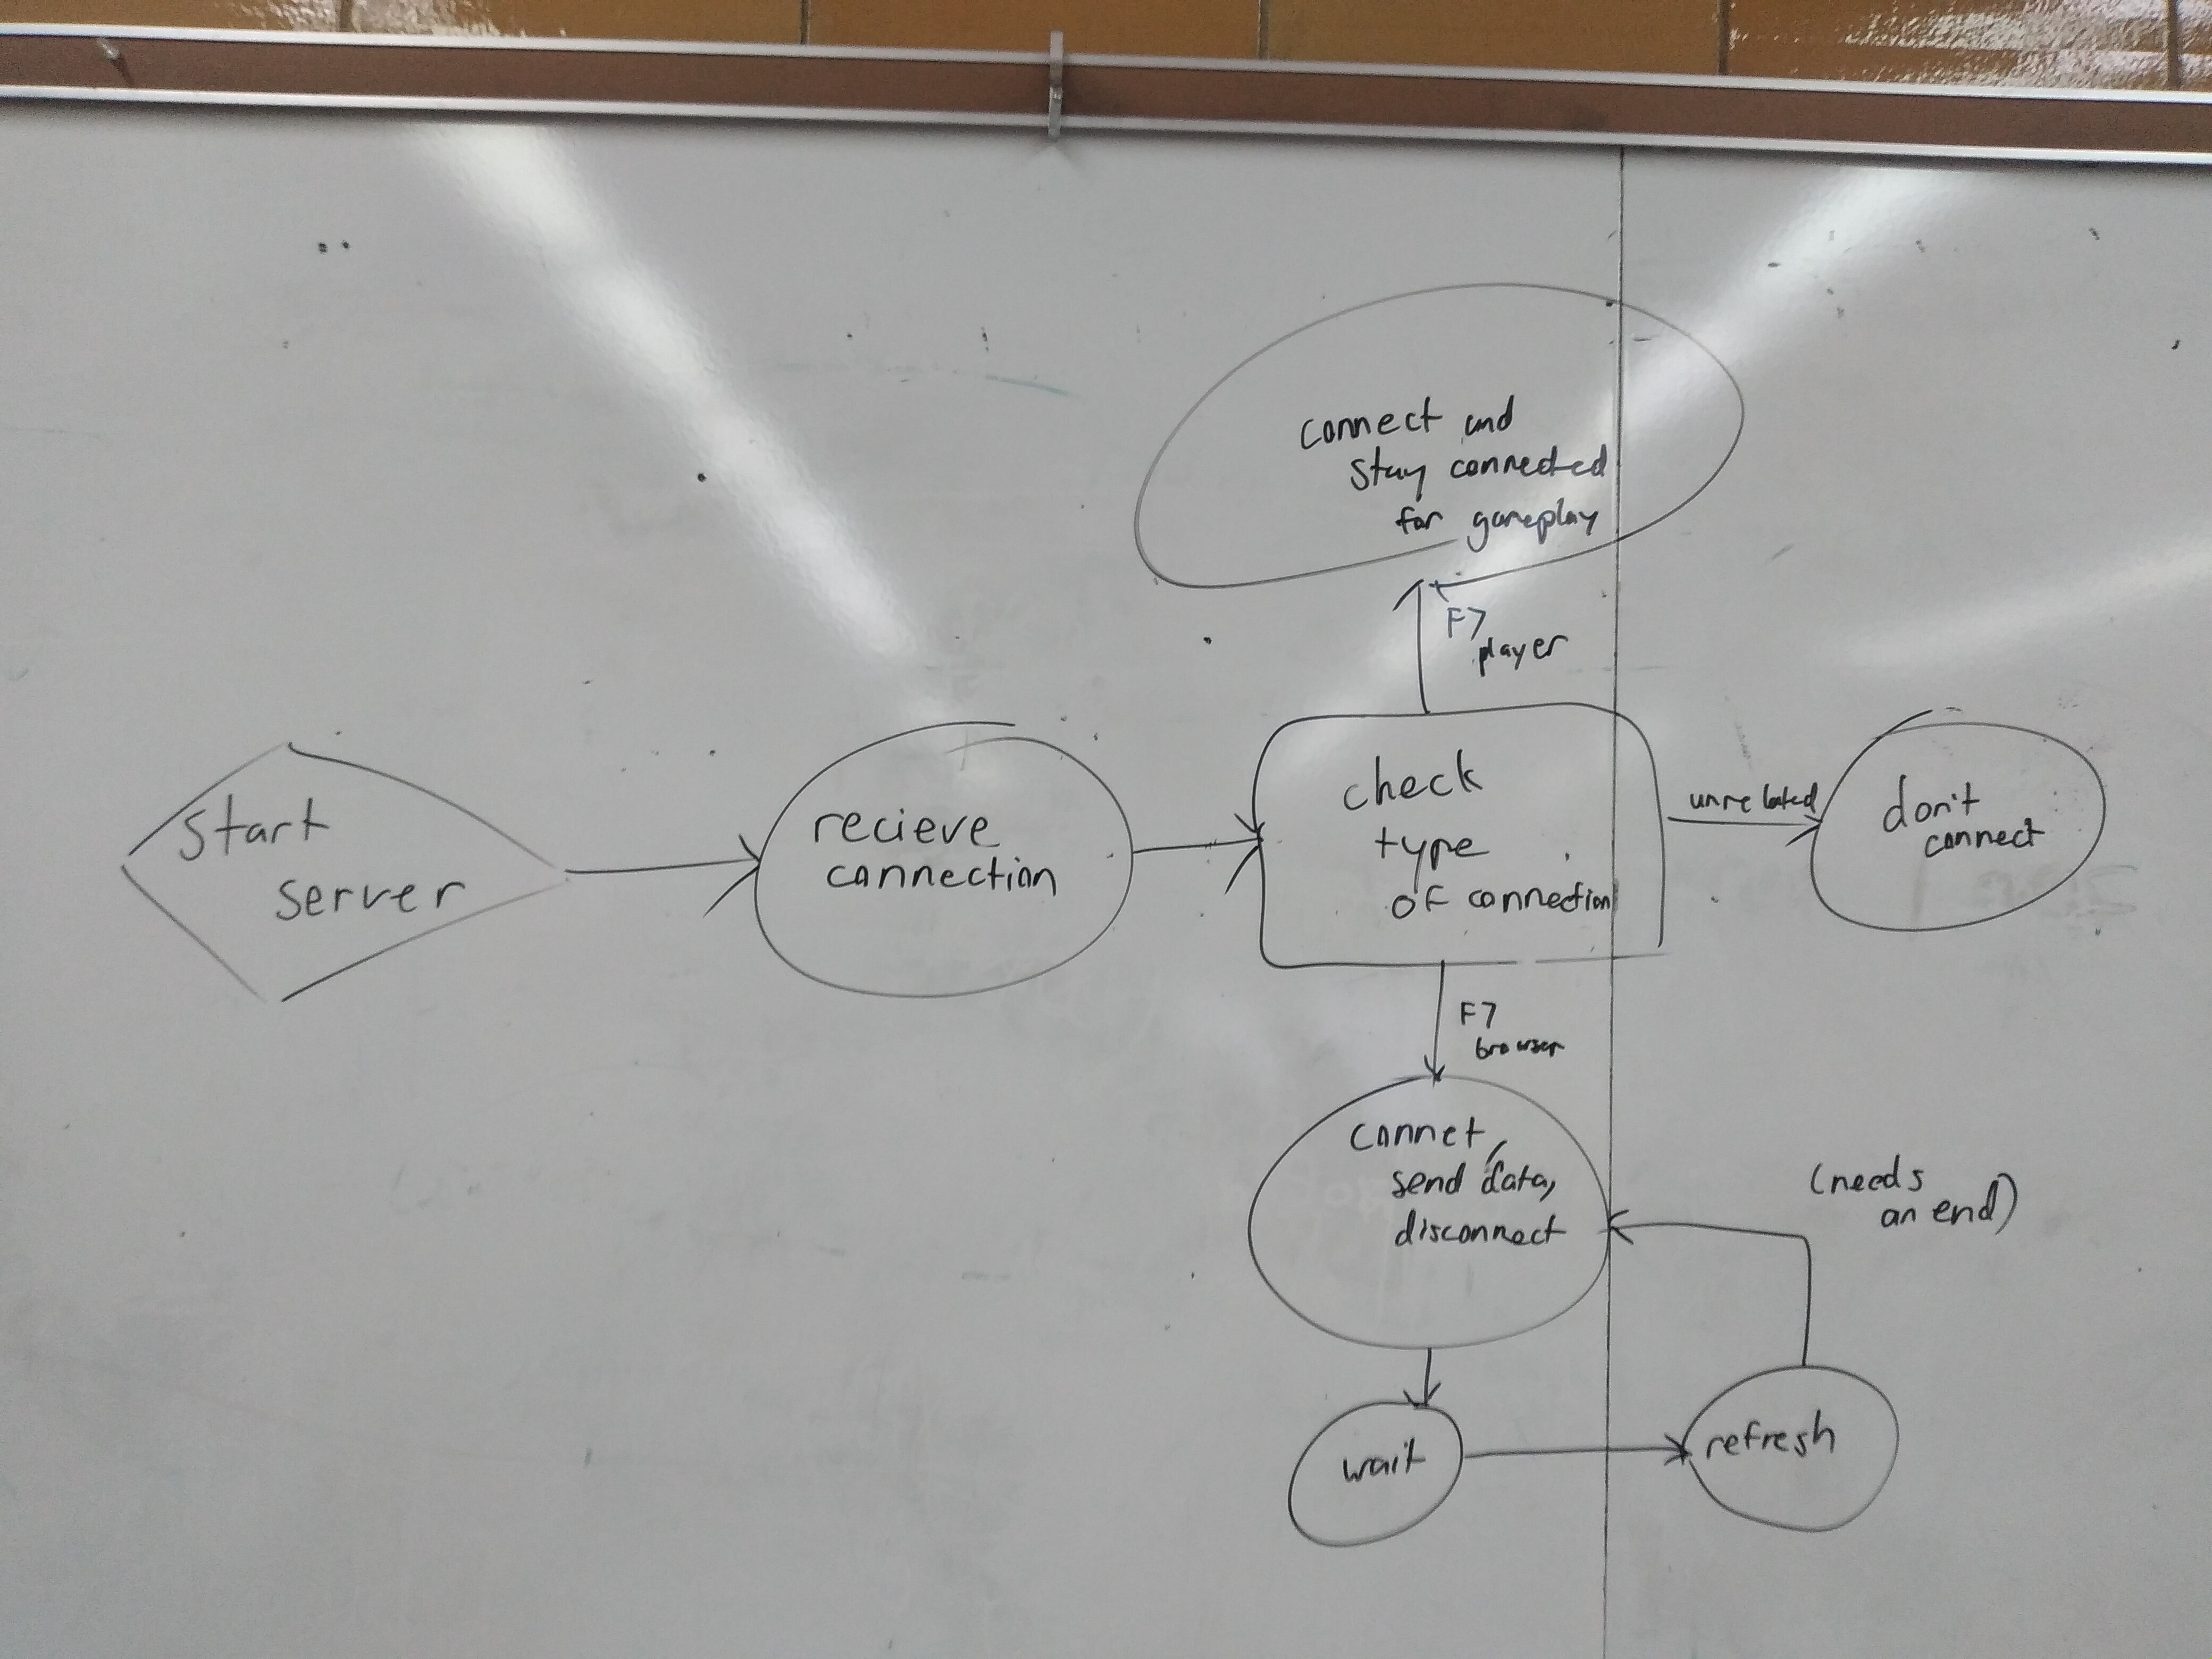 connect and
stay connected
for gameplay
F7
player
start
server
recieve
connection
check
type
of connection
unrelated
don't
connect
F7
browser
connet,
send data,
disconnect
(needs
an end)
wait
refresh